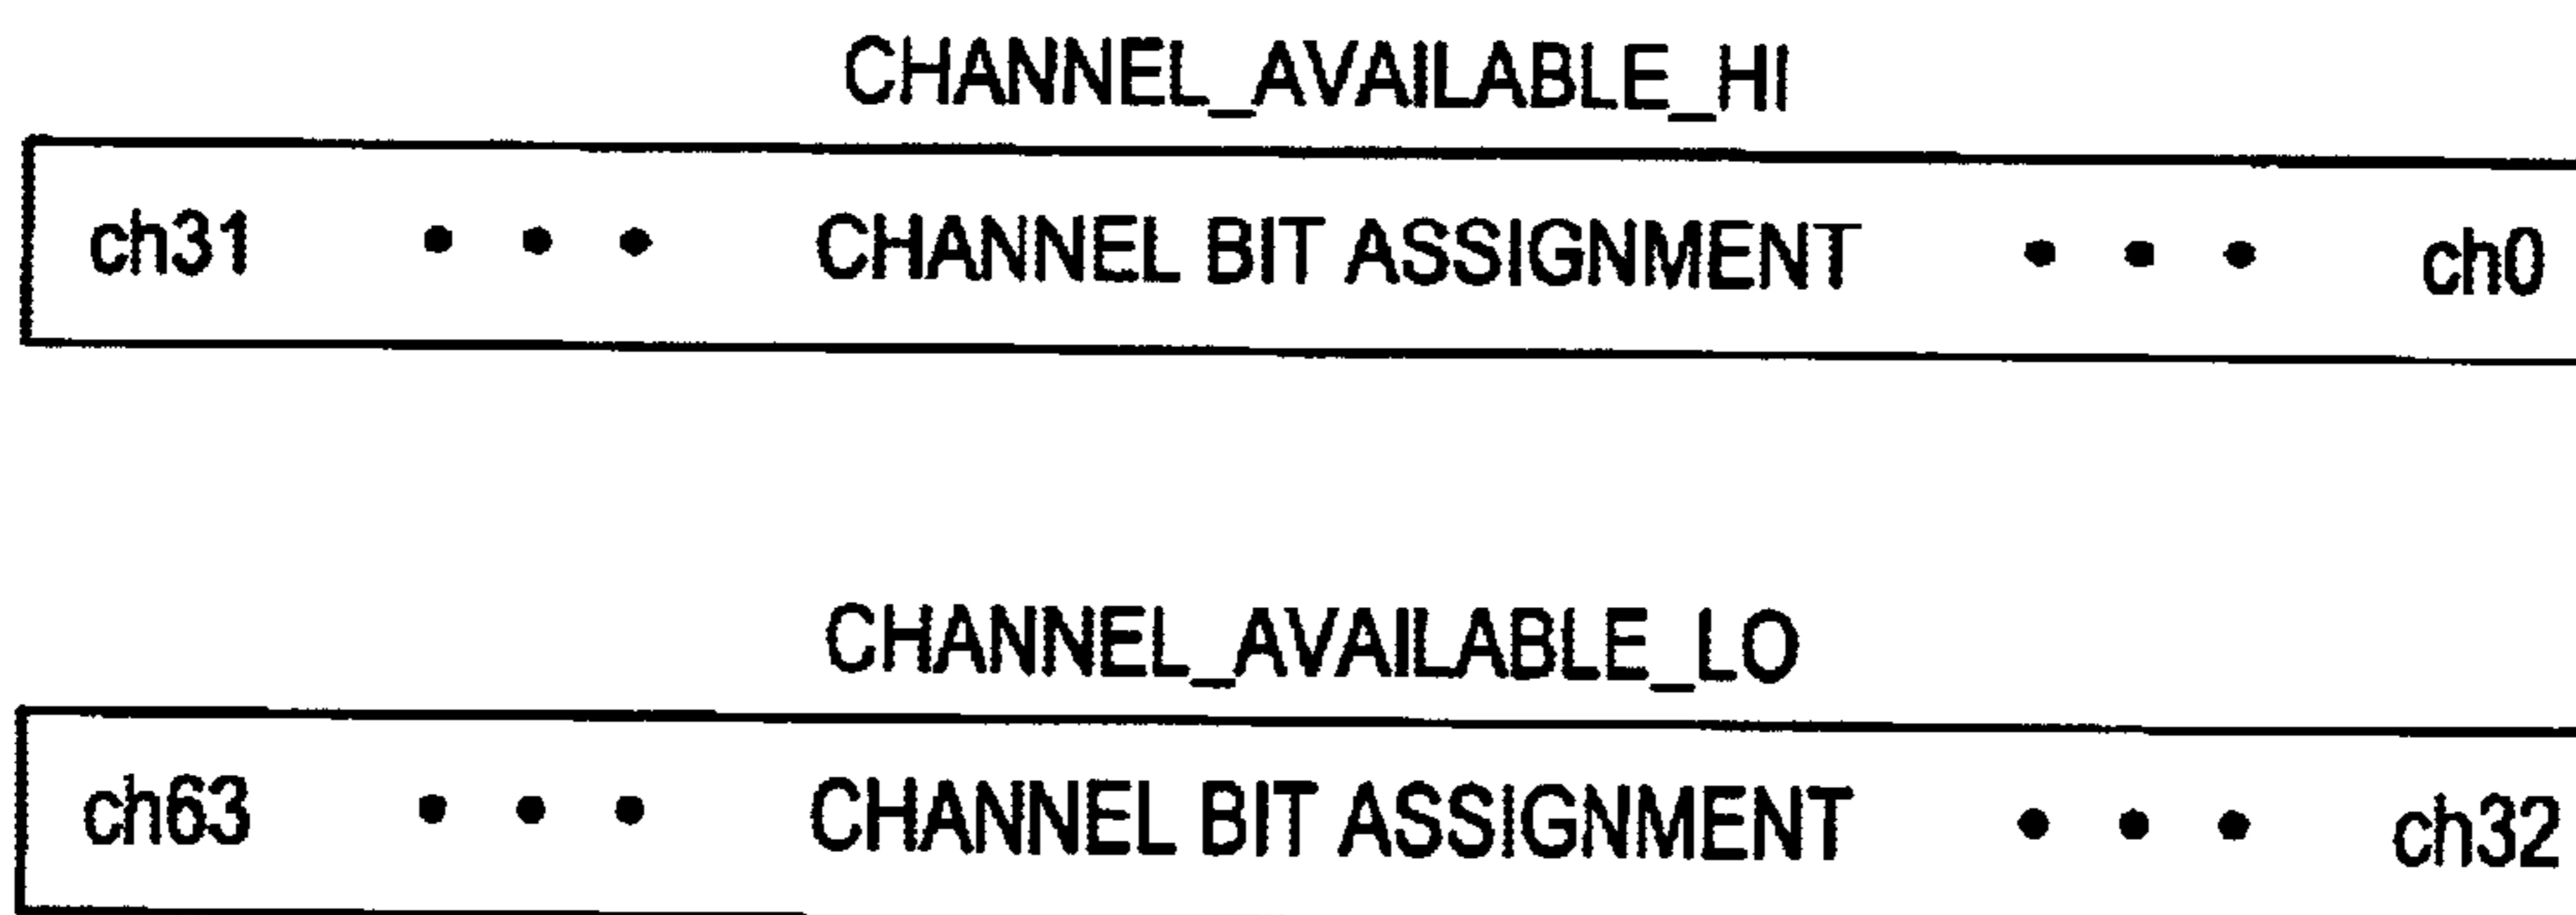 CHANNEL_AVAILABLE_HI
ch31 • • • CHANNEL BIT ASSIGNMENT • • • ch0
CHANNEL_AVAILABLE_LO
ch63 • • • CHANNEL BIT ASSIGNMENT • • • ch32